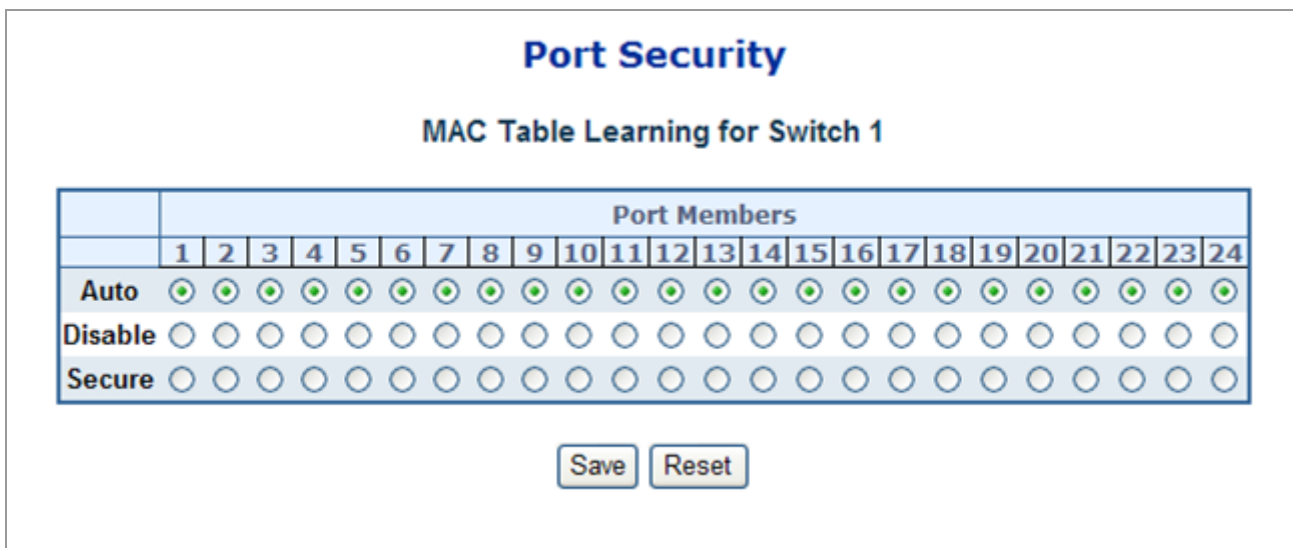 Port Security
MAC Table Learning for Switch 1
Port Members
1 2 3 4 5 6 7 8 9 10 11 12 13 14 15 16 17 18 19 20 21 22 23 24
Auto
Disable
Secure
Save Reset